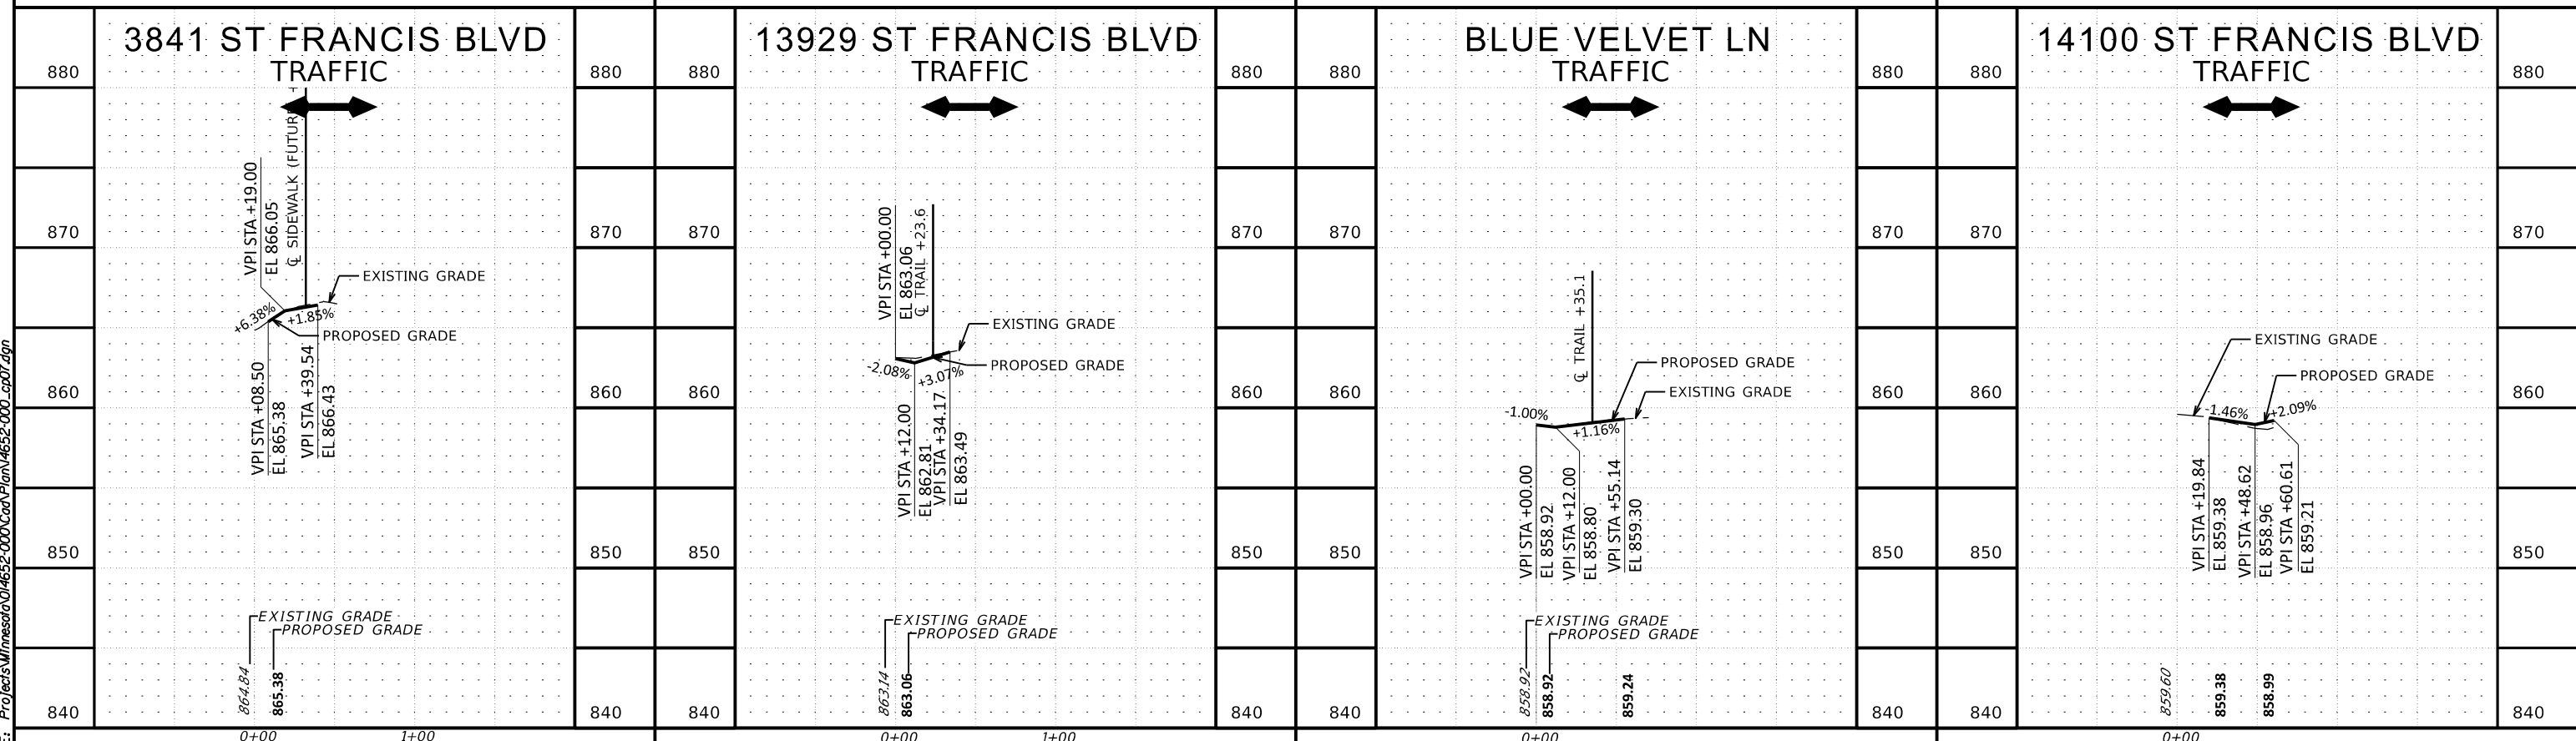 3841 ST FRANCIS BLVD
TRAFFIC
880
880
870
870
860
860
850
850
840
840
VPI STA +19.00
EL 866.05
℄ SIDEWALK (FUTURE) +
EXISTING GRADE
+6.38%
+1.85%
PROPOSED GRADE
VPI STA +08.50
EL 865.38
VPI STA +39.54
EL 866.43
EXISTING GRADE
PROPOSED GRADE
864.84
865.38
0+00
1+00
13929 ST FRANCIS BLVD
TRAFFIC
880
880
870
870
860
860
850
850
840
840
VPI STA +00.00
EL 863.06
℄ TRAIL +23.6
EXISTING GRADE
PROPOSED GRADE
-2.08%
+3.07%
VPI STA +12.00
EL 862.81
VPI STA +34.17
EL 863.49
EXISTING GRADE
PROPOSED GRADE
863.14
863.06
0+00
1+00
BLUE VELVET LN
TRAFFIC
880
880
870
870
860
860
850
850
840
840
℄ TRAIL +35.1
PROPOSED GRADE
EXISTING GRADE
-1.00%
+1.16%
VPI STA +00.00
EL 858.92
VPI STA +12.00
EL 858.80
VPI STA +55.14
EL 859.30
EXISTING GRADE
PROPOSED GRADE
858.92
858.92
859.24
0+00
14100 ST FRANCIS BLVD
TRAFFIC
880
880
870
870
860
860
850
850
840
840
EXISTING GRADE
PROPOSED GRADE
-1.46%
+2.09%
VPI STA +19.84
EL 859.38
VPI STA +48.62
EL 858.96
VPI STA +60.61
EL 859.21
859.60
859.38
858.99
0+00